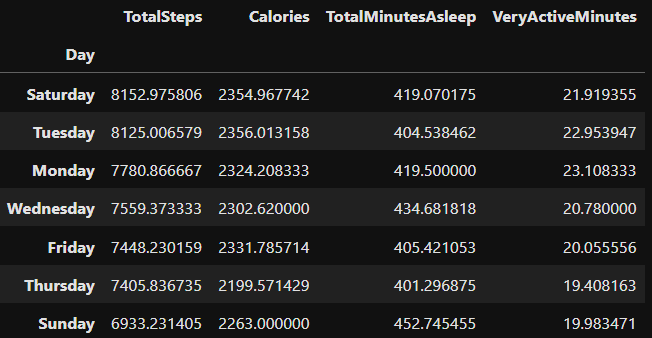 TotalSteps Calories TotalMinutesAsleep VeryActiveMinutes
Day
Saturday 8152.975806 2354.967742 419.070175 21.919355
Tuesday 8125.006579 2356.013158 404.538462 22.953947
Monday 7780.866667 2324.208333 419.500000 23.108333
Wednesday 7559.373333 2302.620000 434.681818 20.780000
Friday 7448.230159 2331.785714 405.421053 20.055556
Thursday 7405.836735 2199.571429 401.296875 19.408163
Sunday 6933.231405 2263.000000 452.745455 19.983471